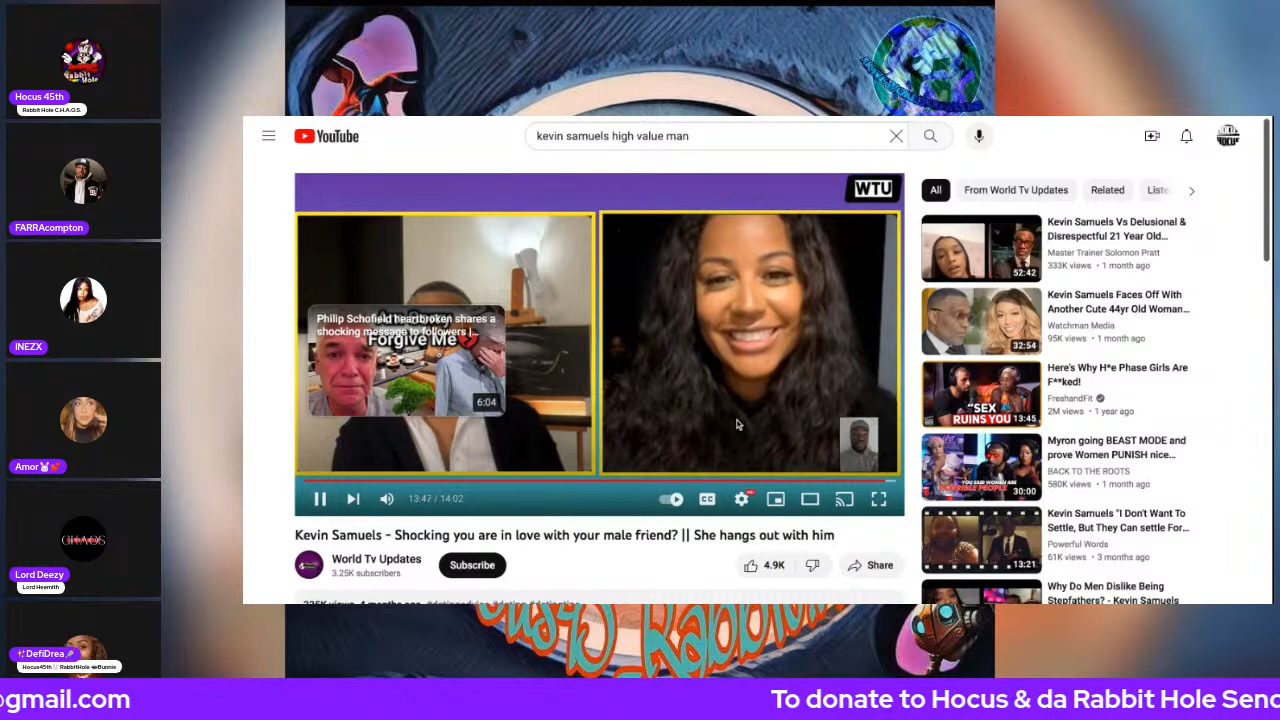 Hocus 45th
Rabbit Hole C.H.A.O.S.
FARRAcompton
INEZX
Amor🐰❤️
CHAOS
Lord Deezy
Lord Heemith
✨DefiDrea
Hocus45th RabbitHole Bunnie
YouTube
kevin samuels high value man
WTU
Philip Schofield heartbroken shares a
shocking message to followers |...
Forgive Me
6:04
13:47 / 14:02
CC
HD
Kevin Samuels - Shocking you are in love with your male friend? || She hangs out with him
World Tv Updates
3.25K subscribers
Subscribe
4.9K
Share
All
From World Tv Updates
Related
Liste
Kevin Samuels Vs Delusional &
Disrespectful 21 Year Old...
Master Trainer Solomon Pratt
333K views • 1 month ago
52:42
Kevin Samuels Faces Off With
Another Cute 44yr Old Woman...
Watchman Media
95K views • 1 month ago
32:54
Here's Why H*e Phase Girls Are
F**ked!
FreshandFit
2M views • 1 year ago
"SEX
RUINS YOU
13:45
Myron going BEAST MODE and
prove Women PUNISH nice...
BACK TO THE ROOTS
580K views • 1 month ago
30:00
Kevin Samuels "I Don't Want To
Settle, But They Can settle For...
Powerful Words
61K views • 3 months ago
13:21
Why Do Men Dislike Being
Stepfathers? - Kevin Samuels
@gmail.com
To donate to Hocus & da Rabbit Hole Send